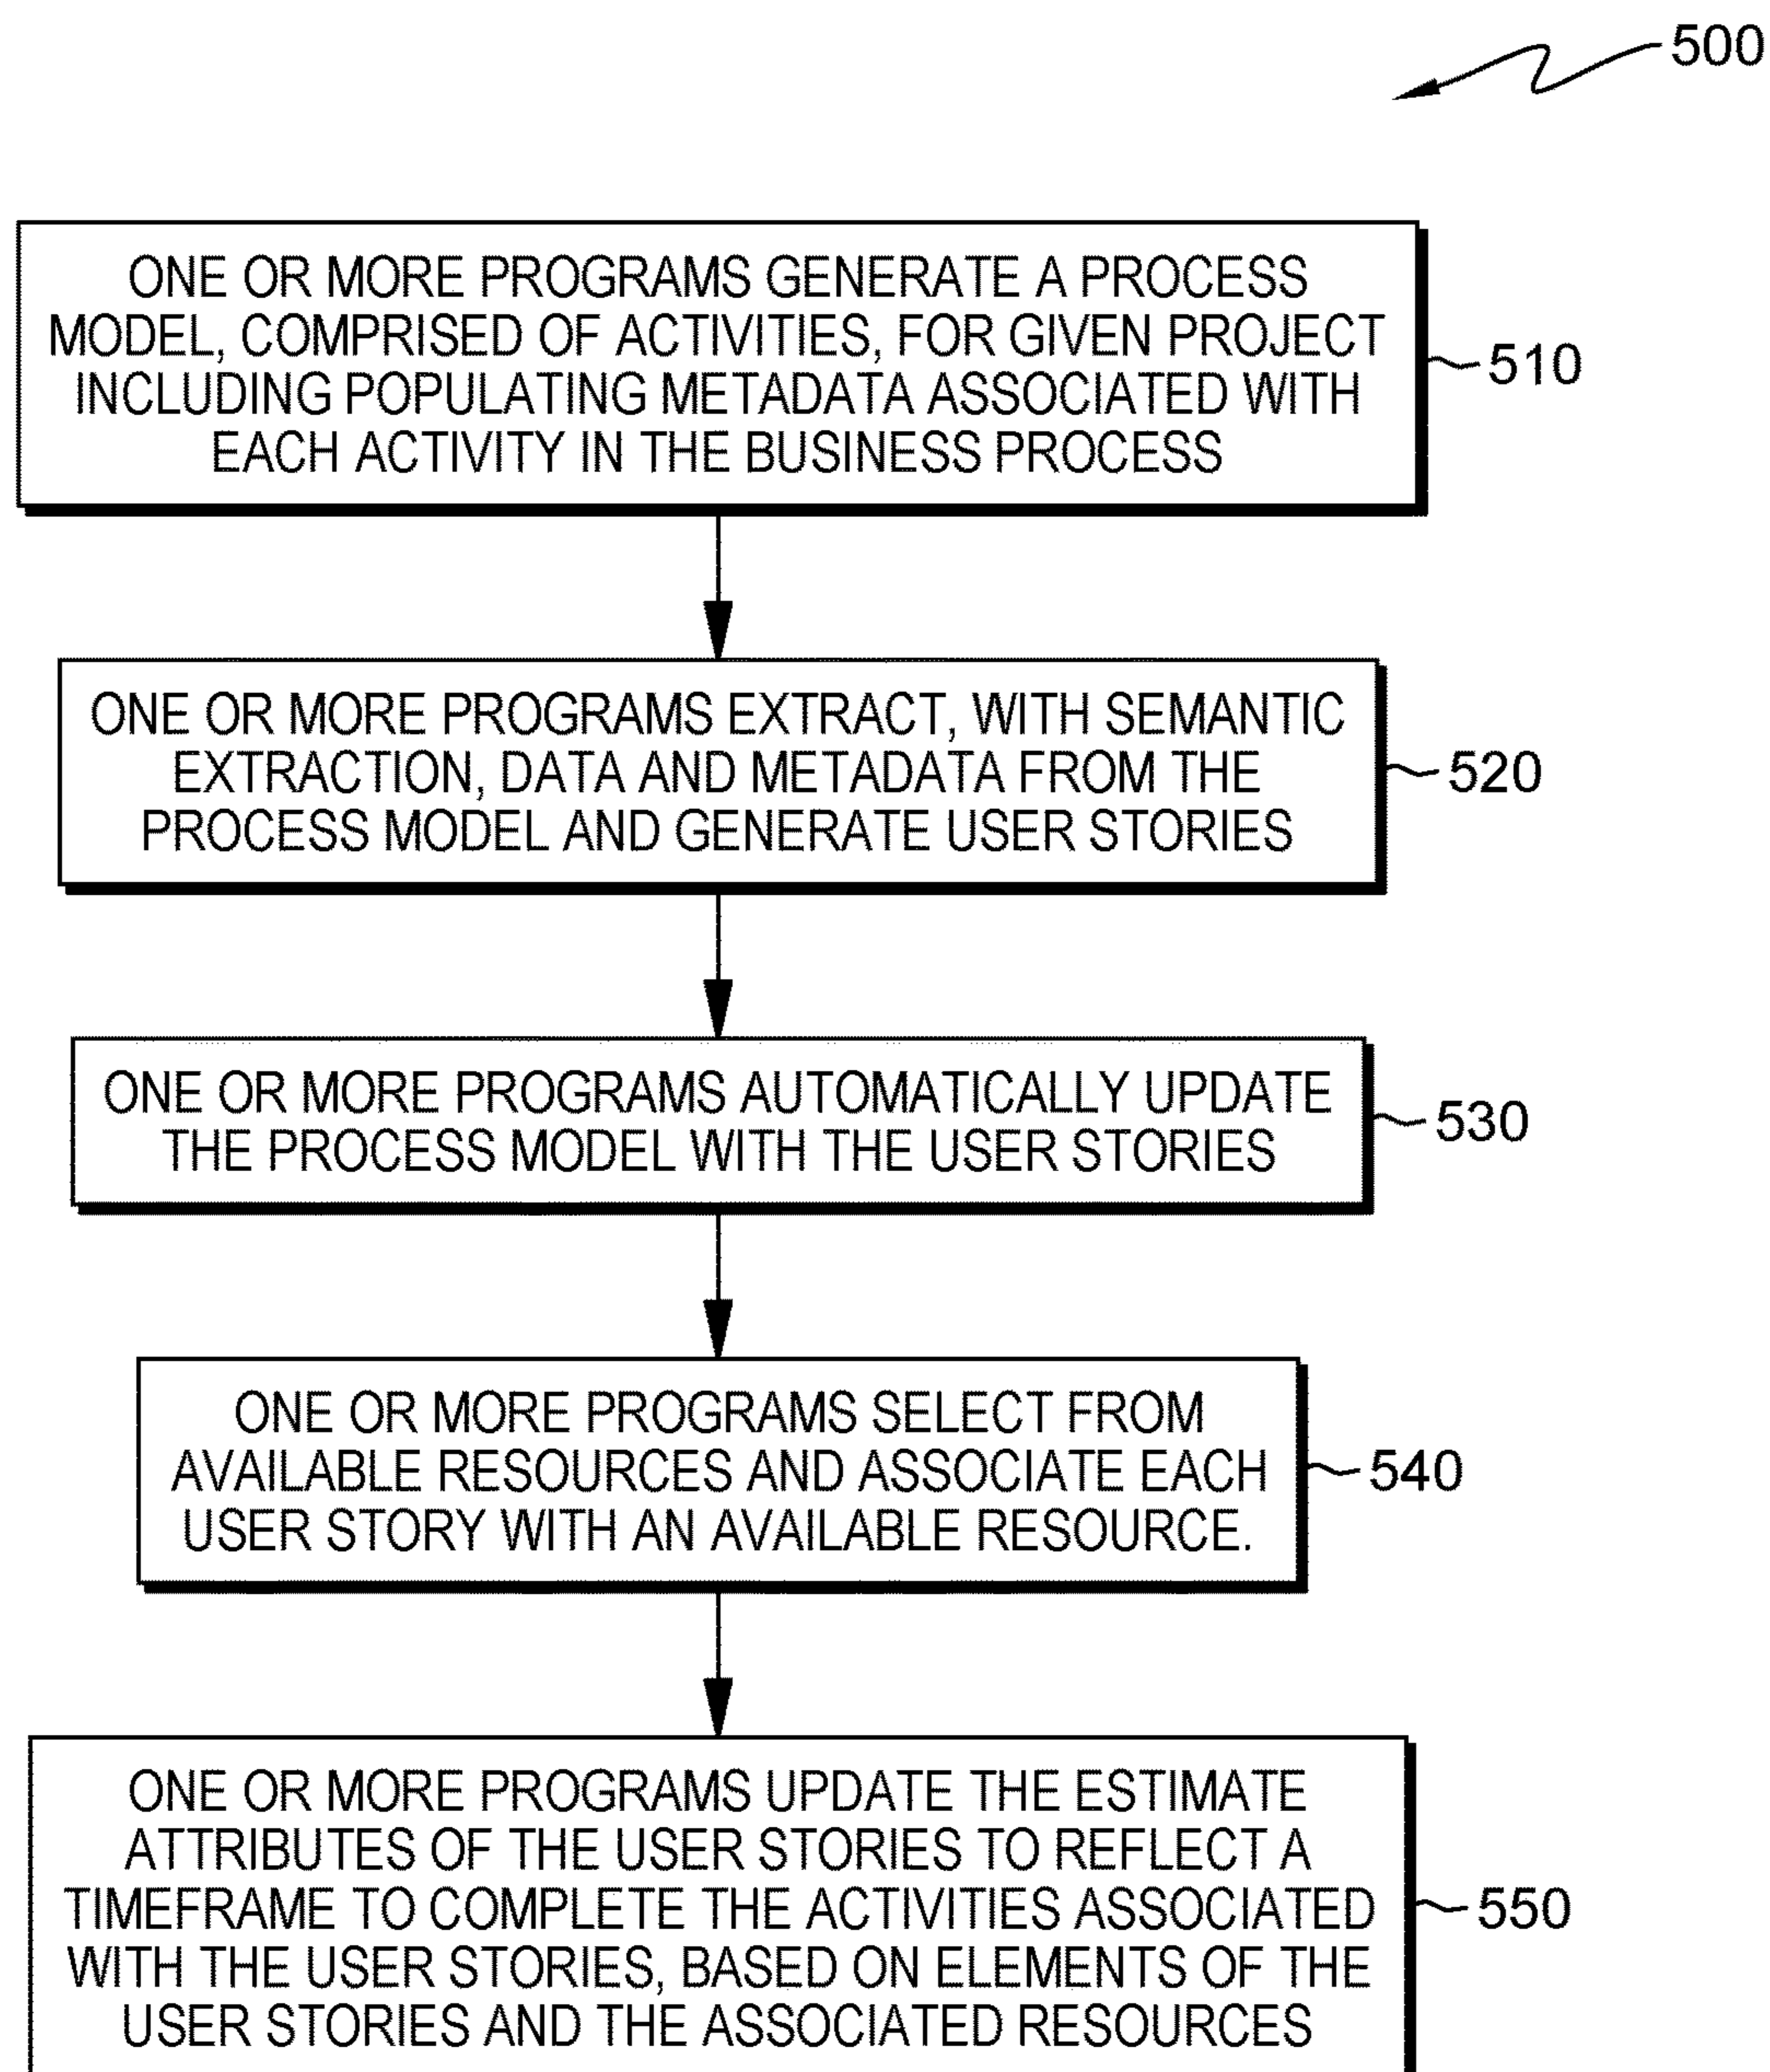 500
ONE OR MORE PROGRAMS GENERATE A PROCESS
MODEL, COMPRISED OF ACTIVITIES, FOR GIVEN PROJECT
INCLUDING POPULATING METADATA ASSOCIATED WITH
EACH ACTIVITY IN THE BUSINESS PROCESS
510
ONE OR MORE PROGRAMS EXTRACT, WITH SEMANTIC
EXTRACTION, DATA AND METADATA FROM THE
PROCESS MODEL AND GENERATE USER STORIES
520
ONE OR MORE PROGRAMS AUTOMATICALLY UPDATE
THE PROCESS MODEL WITH THE USER STORIES
530
ONE OR MORE PROGRAMS SELECT FROM
AVAILABLE RESOURCES AND ASSOCIATE EACH
USER STORY WITH AN AVAILABLE RESOURCE.
540
ONE OR MORE PROGRAMS UPDATE THE ESTIMATE
ATTRIBUTES OF THE USER STORIES TO REFLECT A
TIMEFRAME TO COMPLETE THE ACTIVITIES ASSOCIATED
WITH THE USER STORIES, BASED ON ELEMENTS OF THE
USER STORIES AND THE ASSOCIATED RESOURCES
550